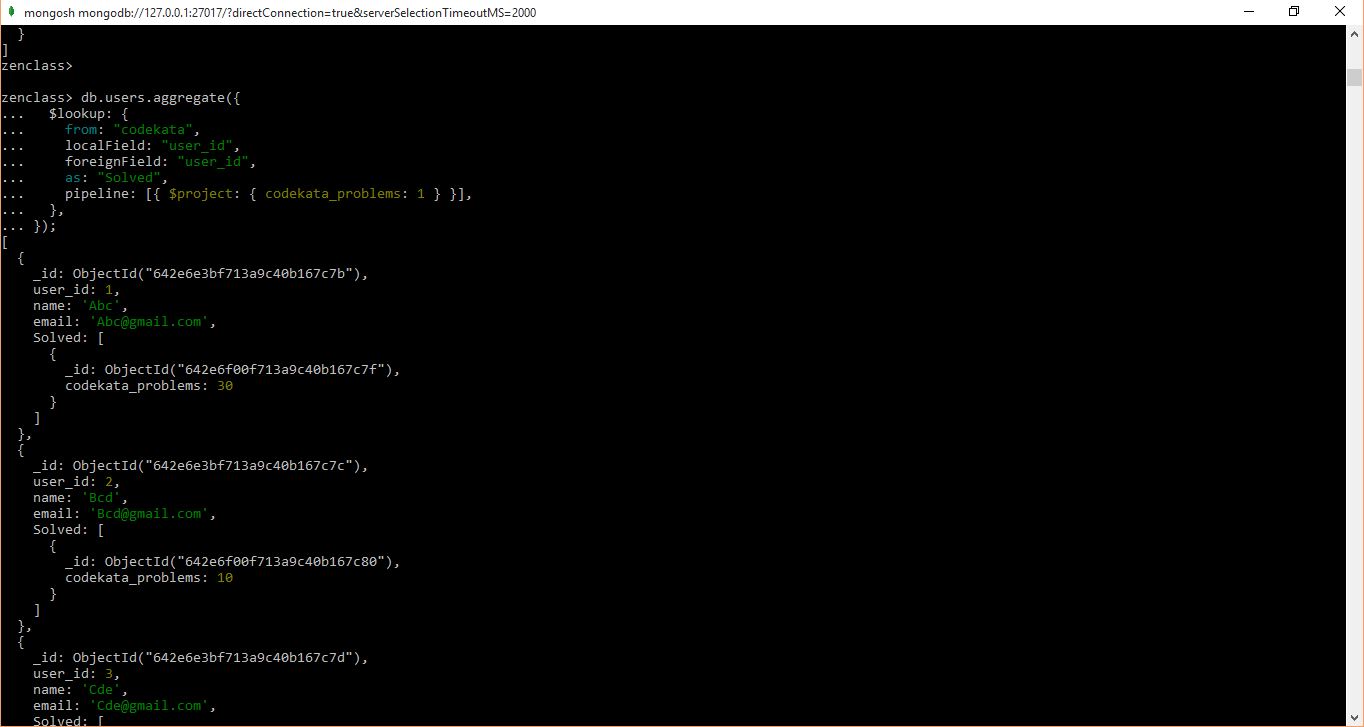 mongosh mongodb://127.0.0.1:27017/?directConnection=true&serverSelectionTimeoutMS=2000
  }
]
zenclass>
zenclass> db.users.aggregate({
...   $lookup: {
...     from: "codekata",
...     localField: "user_id",
...     foreignField: "user_id",
...     as: "Solved",
...     pipeline: [{ $project: { codekata_problems: 1 } }],
...   },
... });
[
  {
    _id: ObjectId("642e6e3bf713a9c40b167c7b"),
    user_id: 1,
    name: 'Abc',
    email: 'Abc@gmail.com',
    Solved: [
      {
        _id: ObjectId("642e6f00f713a9c40b167c7f"),
        codekata_problems: 30
      }
    ]
  },
  {
    _id: ObjectId("642e6e3bf713a9c40b167c7c"),
    user_id: 2,
    name: 'Bcd',
    email: 'Bcd@gmail.com',
    Solved: [
      {
        _id: ObjectId("642e6f00f713a9c40b167c80"),
        codekata_problems: 10
      }
    ]
  },
  {
    _id: ObjectId("642e6e3bf713a9c40b167c7d"),
    user_id: 3,
    name: 'Cde',
    email: 'Cde@gmail.com',
    Solved: [